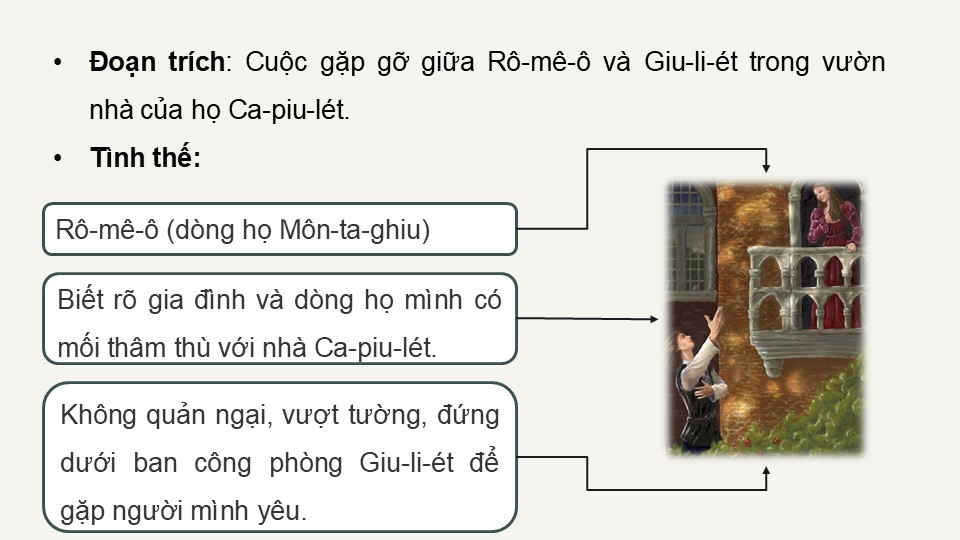 • Đoạn trích: Cuộc gặp gỡ giữa Rô-mê-ô và Giu-li-ét trong vườn
nhà của họ Ca-piu-lét.
• Tình thế:
Rô-mê-ô (dòng họ Môn-ta-ghiu)
Biết rõ gia đình và dòng họ mình có
mối thâm thù với nhà Ca-piu-lét.
Không quản ngại, vượt tường, đứng
dưới ban công phòng Giu-li-ét để
gặp người mình yêu.